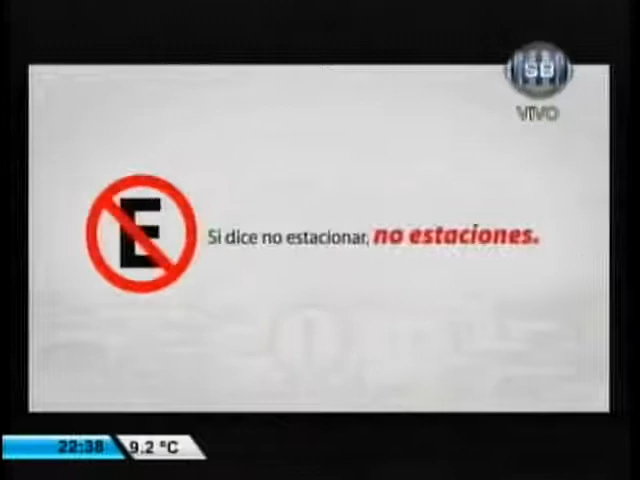 SB
VIVO
E
Si dice no estacionar, no estaciones.
22:38
9.2 °C